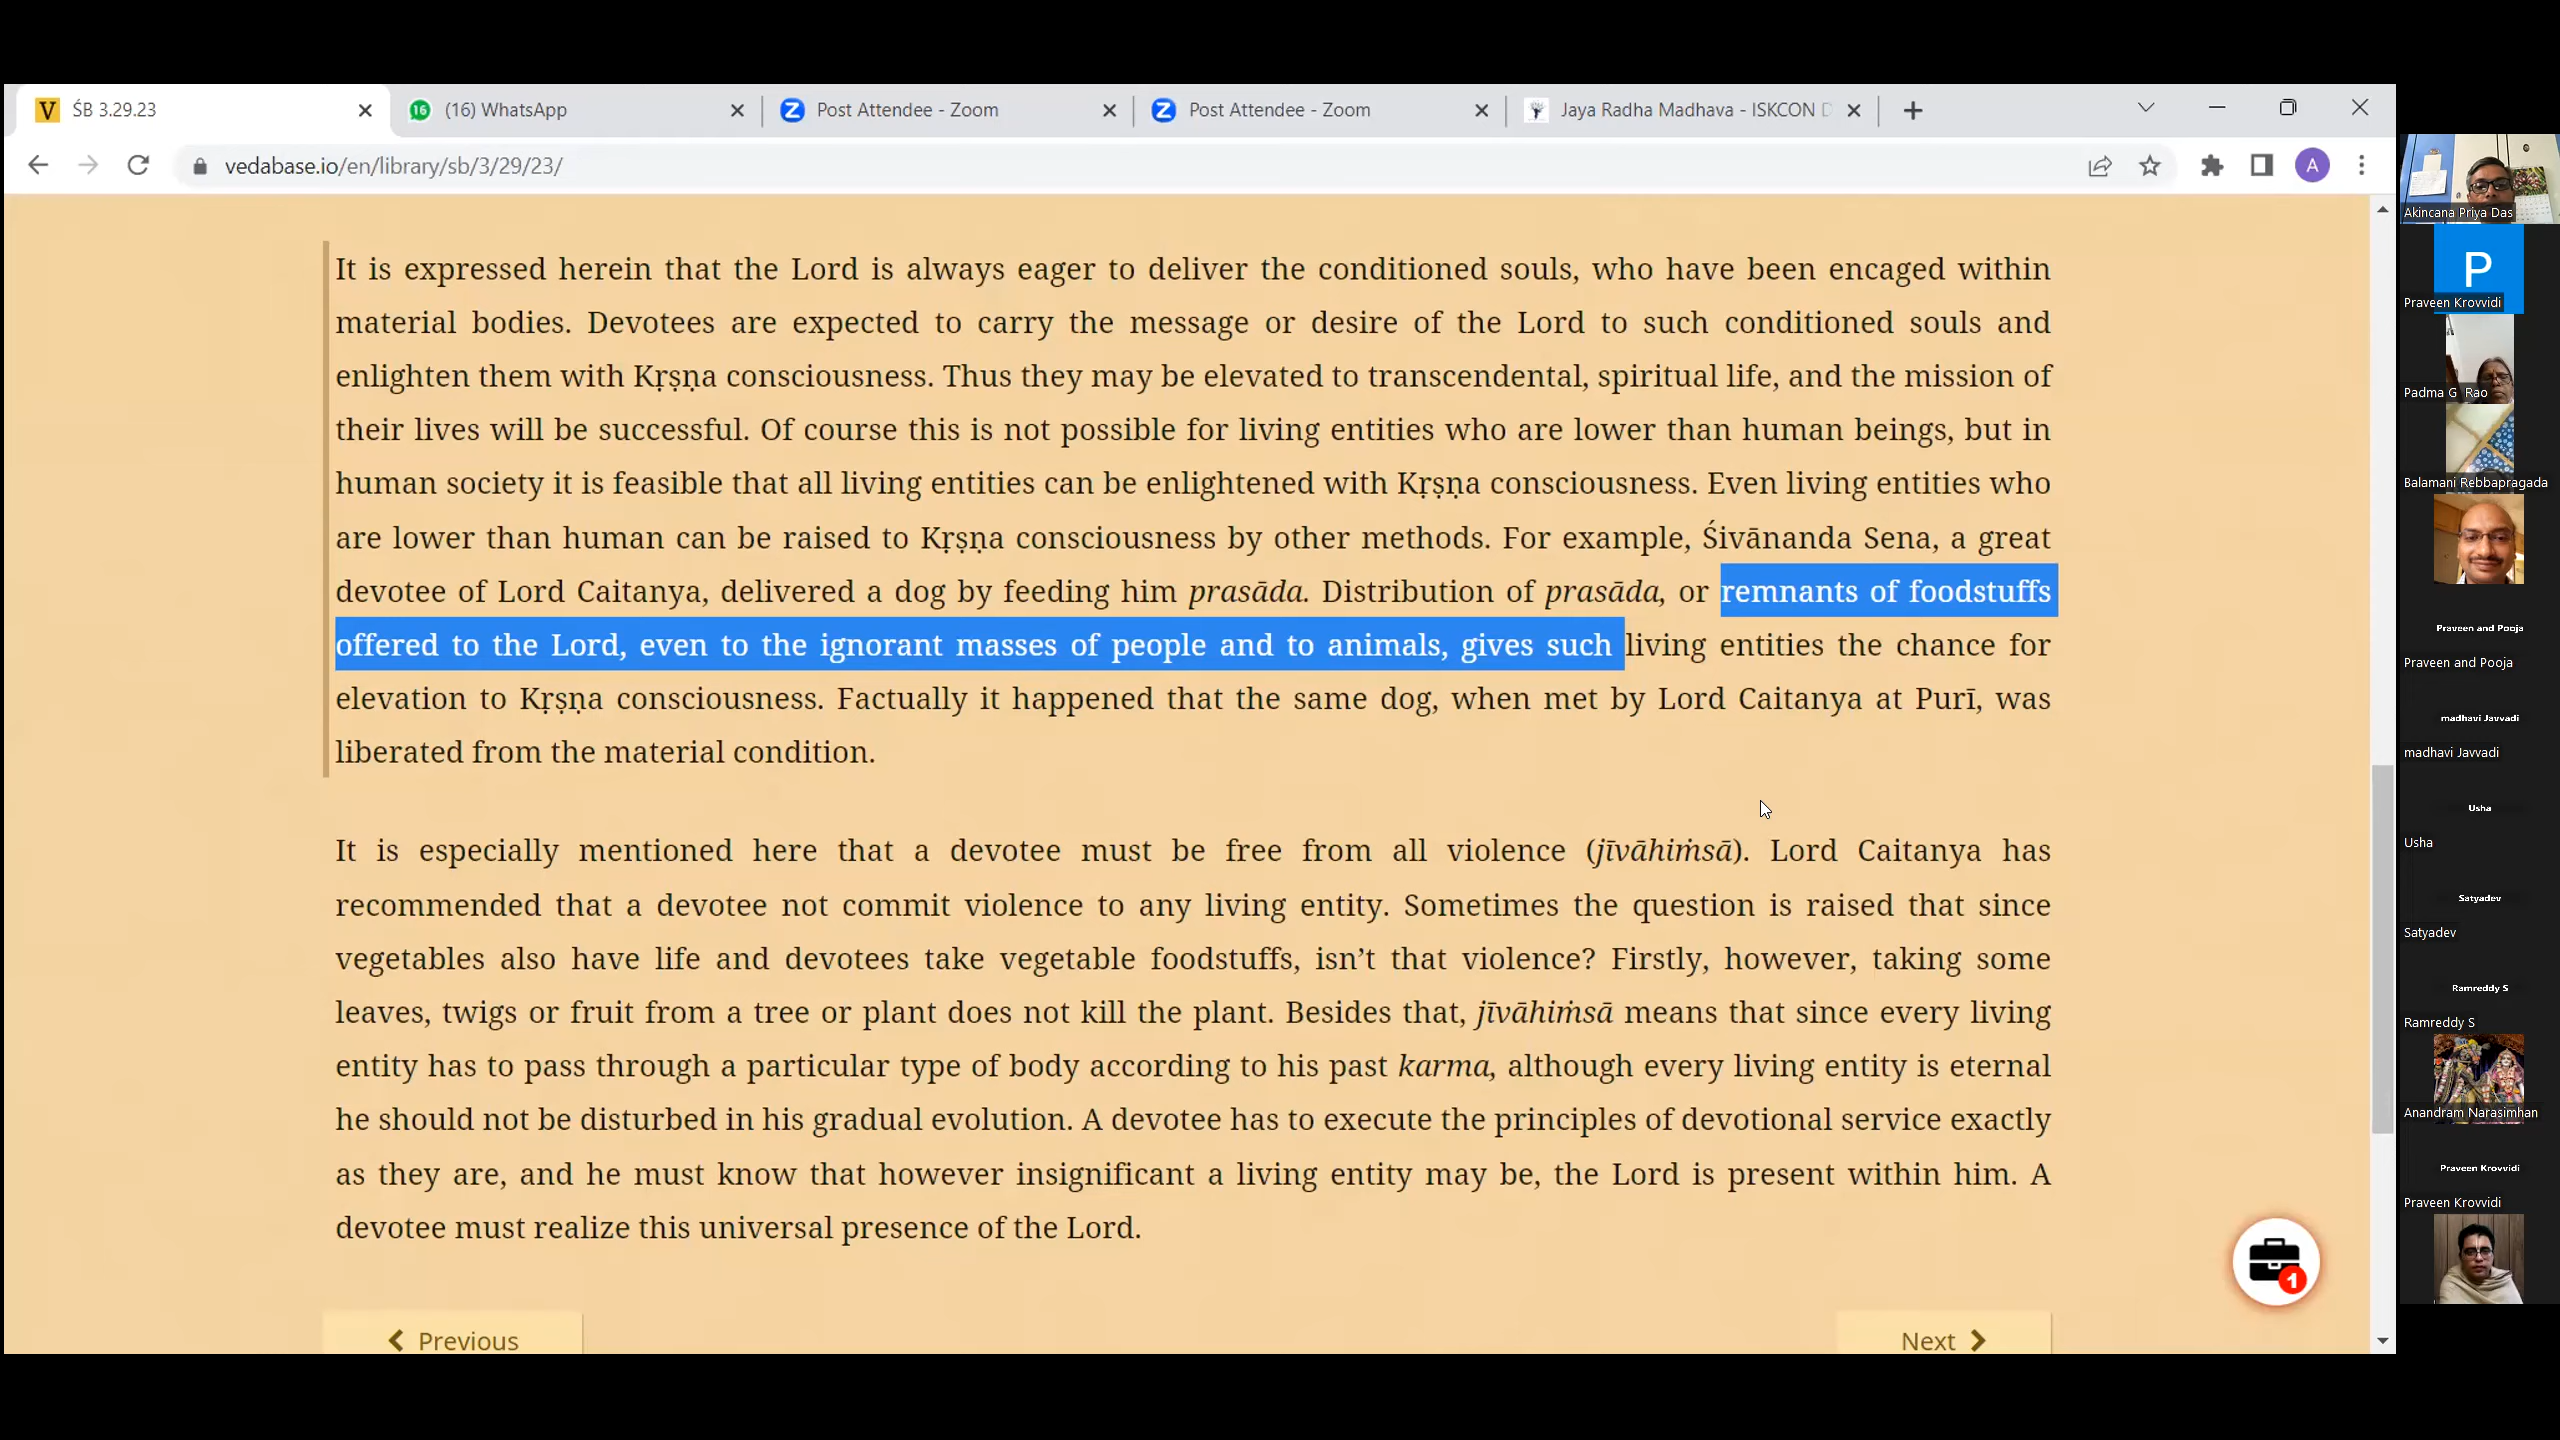 ŚB 3.29.23
16
(16) WhatsApp
Post Attendee - Zoom
Post Attendee - Zoom
Jaya Radha Madhava - ISKCON D
vedabase.io/en/library/sb/3/29/23/
A
It is expressed herein that the Lord is always eager to deliver the conditioned souls, who have been encaged within
material bodies. Devotees are expected to carry the message or desire of the Lord to such conditioned souls and
enlighten them with Kṛṣṇa consciousness. Thus they may be elevated to transcendental, spiritual life, and the mission of
their lives will be successful. Of course this is not possible for living entities who are lower than human beings, but in
human society it is feasible that all living entities can be enlightened with Kṛṣṇa consciousness. Even living entities who
are lower than human can be raised to Kṛṣṇa consciousness by other methods. For example, Śivānanda Sena, a great
devotee of Lord Caitanya, delivered a dog by feeding him prasāda. Distribution of prasāda, or remnants of foodstuffs
offered to the Lord, even to the ignorant masses of people and to animals, gives such living entities the chance for
elevation to Kṛṣṇa consciousness. Factually it happened that the same dog, when met by Lord Caitanya at Purī, was
liberated from the material condition.
It is especially mentioned here that a devotee must be free from all violence (jīvāhiṁsā). Lord Caitanya has
recommended that a devotee not commit violence to any living entity. Sometimes the question is raised that since
vegetables also have life and devotees take vegetable foodstuffs, isn’t that violence? Firstly, however, taking some
leaves, twigs or fruit from a tree or plant does not kill the plant. Besides that, jīvāhiṁsā means that since every living
entity has to pass through a particular type of body according to his past karma, although every living entity is eternal
he should not be disturbed in his gradual evolution. A devotee has to execute the principles of devotional service exactly
as they are, and he must know that however insignificant a living entity may be, the Lord is present within him. A
devotee must realize this universal presence of the Lord.
1
Previous
Next
Akincana Priya Das
P
Praveen Krovvidi
Padma G Rao
Balamani Rebbapragada
Praveen and Pooja
Praveen and Pooja
madhavi Javvadi
madhavi Javvadi
Usha
Usha
Satyadev
Satyadev
Ramreddy S
Ramreddy S
Anandram Narasimhan
Praveen Krovvidi
Praveen Krovvidi